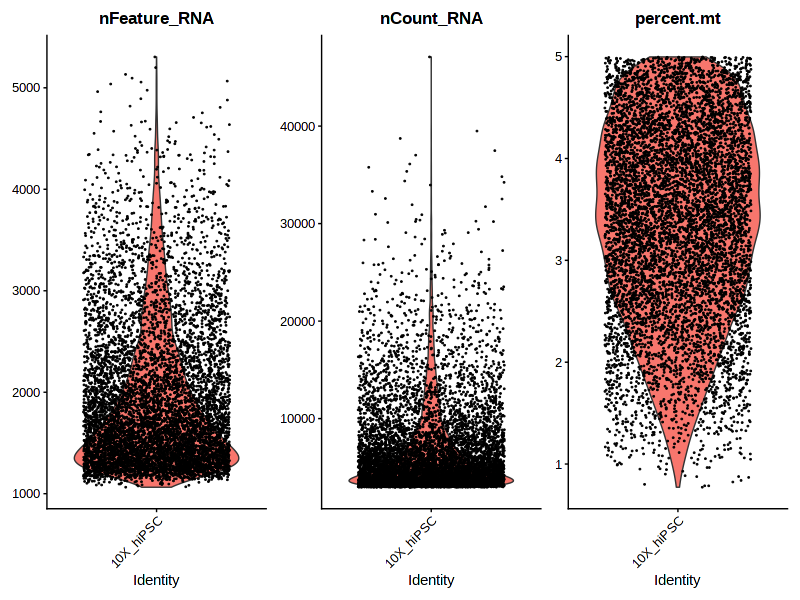 nFeature_RNA
5000
4000
3000
2000
1000
10X_hiPSC
Identity
nCount_RNA
40000
30000
20000
10000
10X_hiPSC
Identity
percent.mt
5
4
3
2
1
10X_hiPSC
Identity